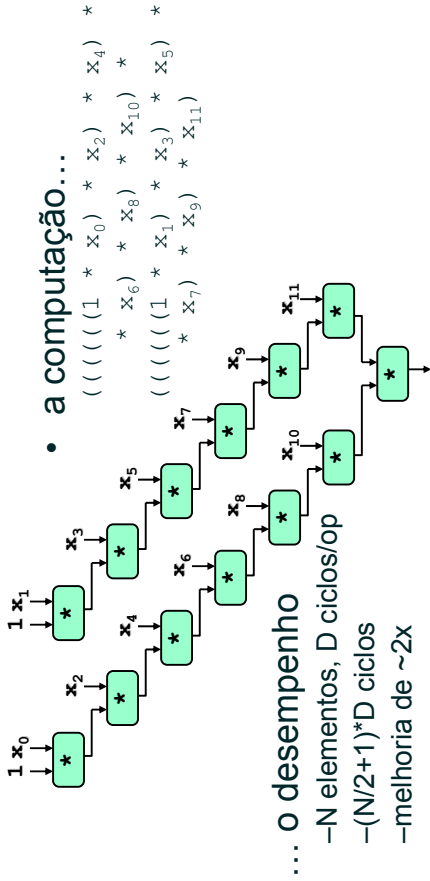 • a computação…
((((((1 * x₀) * x₂) * x₄) *
* x₆) * x₈) * x₁₀) *
((((((1 * x₁) * x₃) * x₅) *
* x₇) * x₉) * x₁₁)
1 x₀
*
x₂
*
x₄
*
x₆
*
x₈
*
x₁₀
*
1 x₁
*
x₃
*
x₅
*
x₇
*
x₉
*
x₁₁
*
*
… o desempenho
–N elementos, D ciclos/op
–(N/2+1)*D ciclos
–melhoria de ~2x